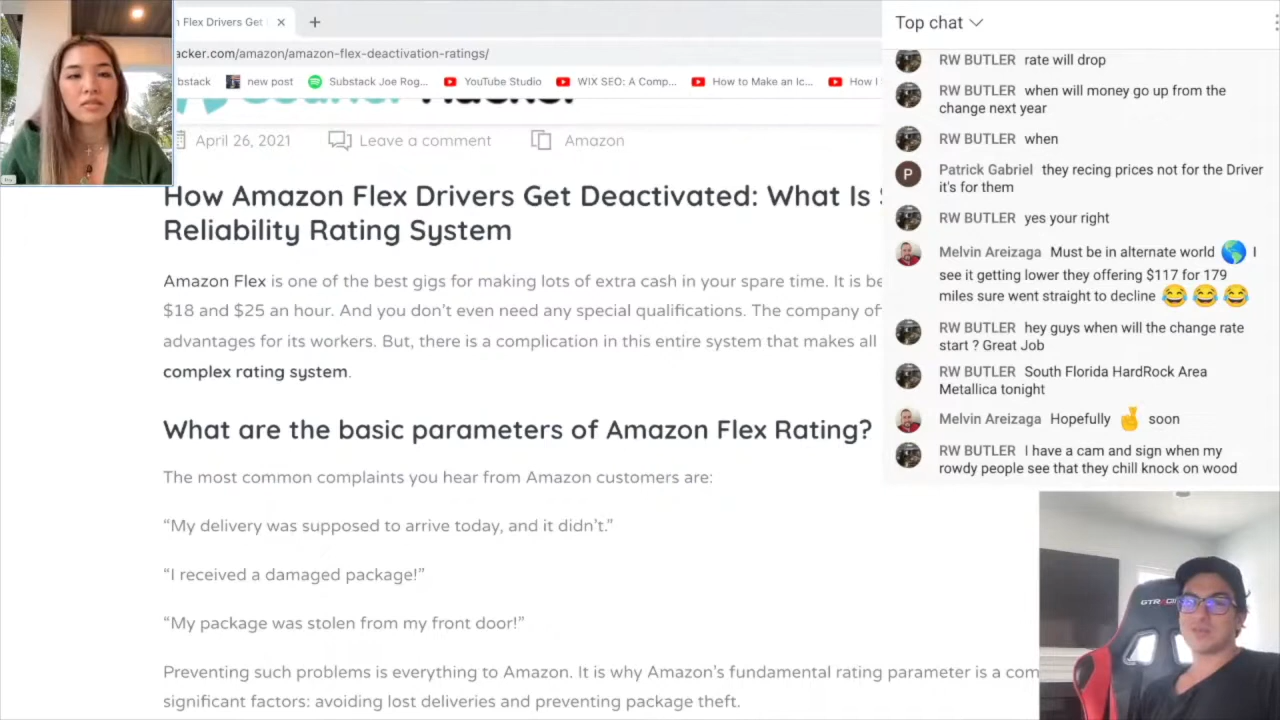 n Flex Drivers Get
acker.com/amazon/amazon-flex-deactivation-ratings/
bstack
new post
Substack Joe Rog...
YouTube Studio
WIX SEO: A Comp...
How to Make an Ic...
How I
April 26, 2021
Leave a comment
Amazon
How Amazon Flex Drivers Get Deactivated: What Is
Reliability Rating System
Amazon Flex is one of the best gigs for making lots of extra cash in your spare time. It is be
$18 and $25 an hour. And you don't even need any special qualifications. The company of
advantages for its workers. But, there is a complication in this entire system that makes all
complex rating system.
What are the basic parameters of Amazon Flex Rating?
The most common complaints you hear from Amazon customers are:
“My delivery was supposed to arrive today, and it didn't.”
“I received a damaged package!”
“My package was stolen from my front door!”
Preventing such problems is everything to Amazon. It is why Amazon's fundamental rating parameter is a com
significant factors: avoiding lost deliveries and preventing package theft.
Top chat
RW BUTLER rate will drop
RW BUTLER when will money go up from the
change next year
RW BUTLER when
P
Patrick Gabriel they recing prices not for the Driver
it's for them
RW BUTLER yes your right
Melvin Areizaga Must be in alternate world 🌎 I
see it getting lower they offering $117 for 179
miles sure went straight to decline 😂 😂 😂
RW BUTLER hey guys when will the change rate
start ? Great Job
RW BUTLER South Florida HardRock Area
Metallica tonight
Melvin Areizaga Hopefully 🤞 soon
RW BUTLER I have a cam and sign when my
rowdy people see that they chill knock on wood